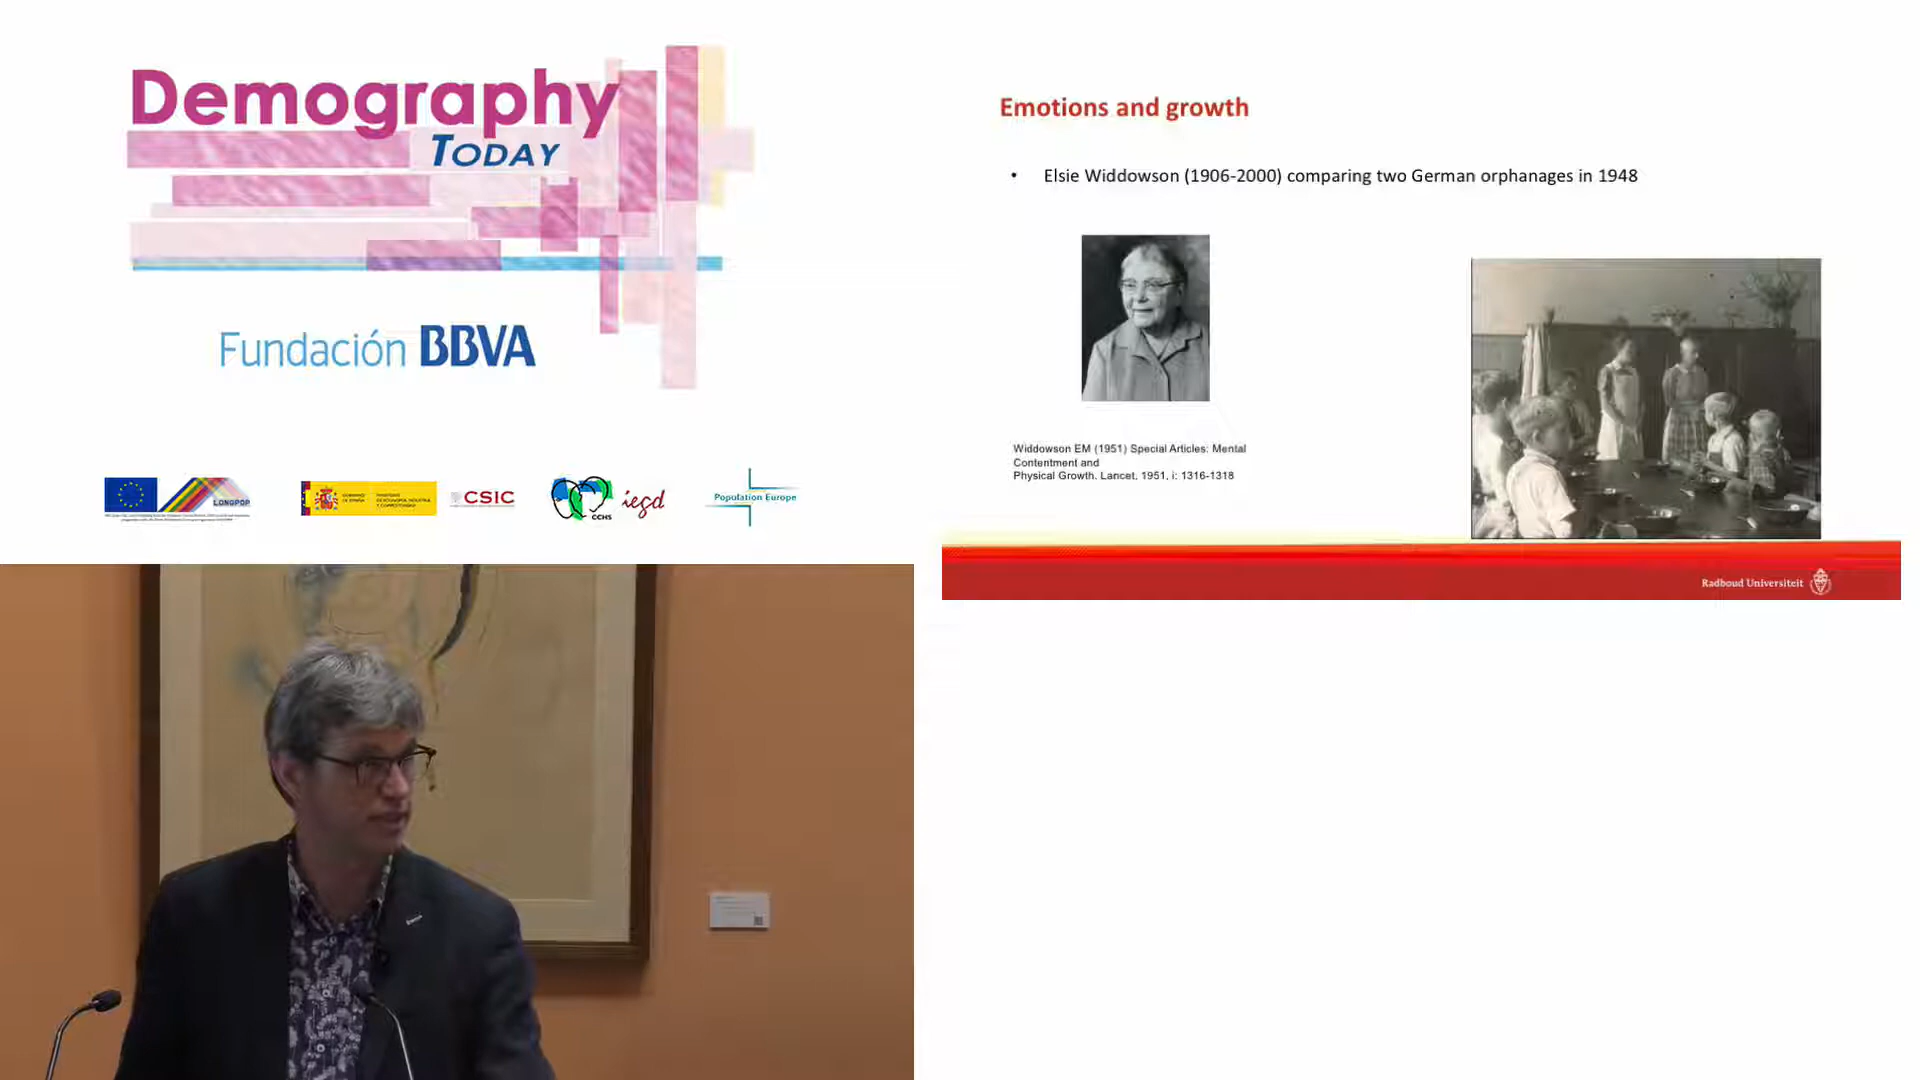 Demography
TODAY
Fundación BBVA
LONGPOP
CSIC
CCHS
iegd
Population Europe
Emotions and growth
• Elsie Widdowson (1906-2000) comparing two German orphanages in 1948
Widdowson EM (1951) Special Articles: Mental
Contentment and
Physical Growth. Lancet, 1951, i: 1316-1318
Radboud Universiteit